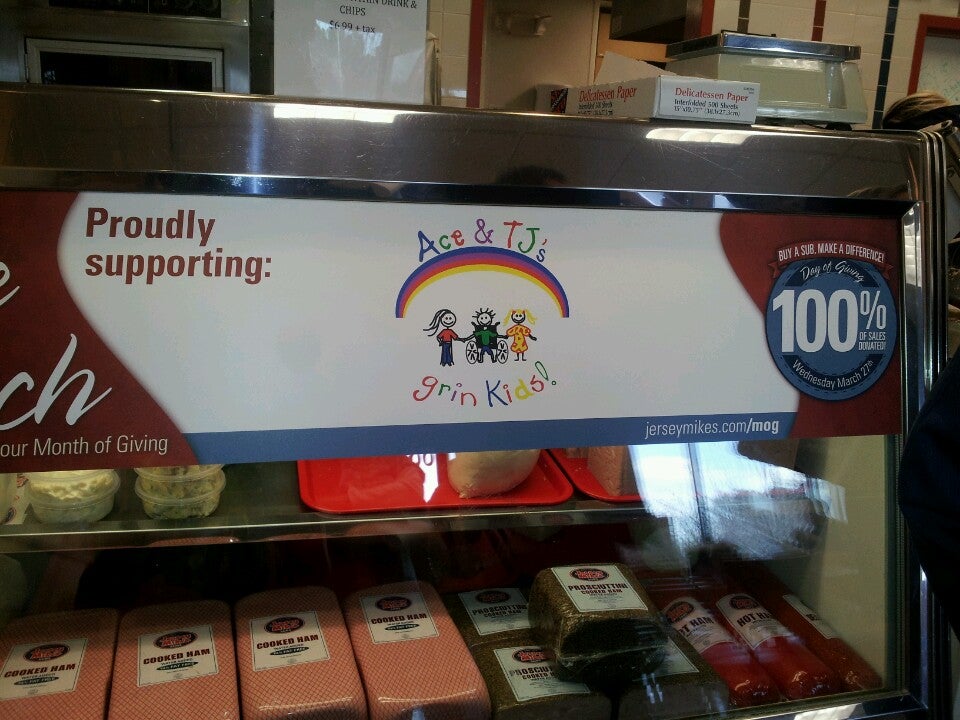 DRINK &
CHIPS
$6.99 + tax
Delicatessen Paper
Delicatessen Paper
Interfolded 500 Sheets
Proudly
supporting:
Ace & TJ's
grin Kids!
BUY A SUB, MAKE A DIFFERENCE!
Day of Giving
100%
OF SALES
DONATED!
Wednesday March 27th
ch
our Month of Giving
jerseymikes.com/mog
COOKED HAM
COOKED HAM
COOKED HAM
COOKED HAM
PROSCIUTTINI
PROSCIUTTINI
HOT HAM